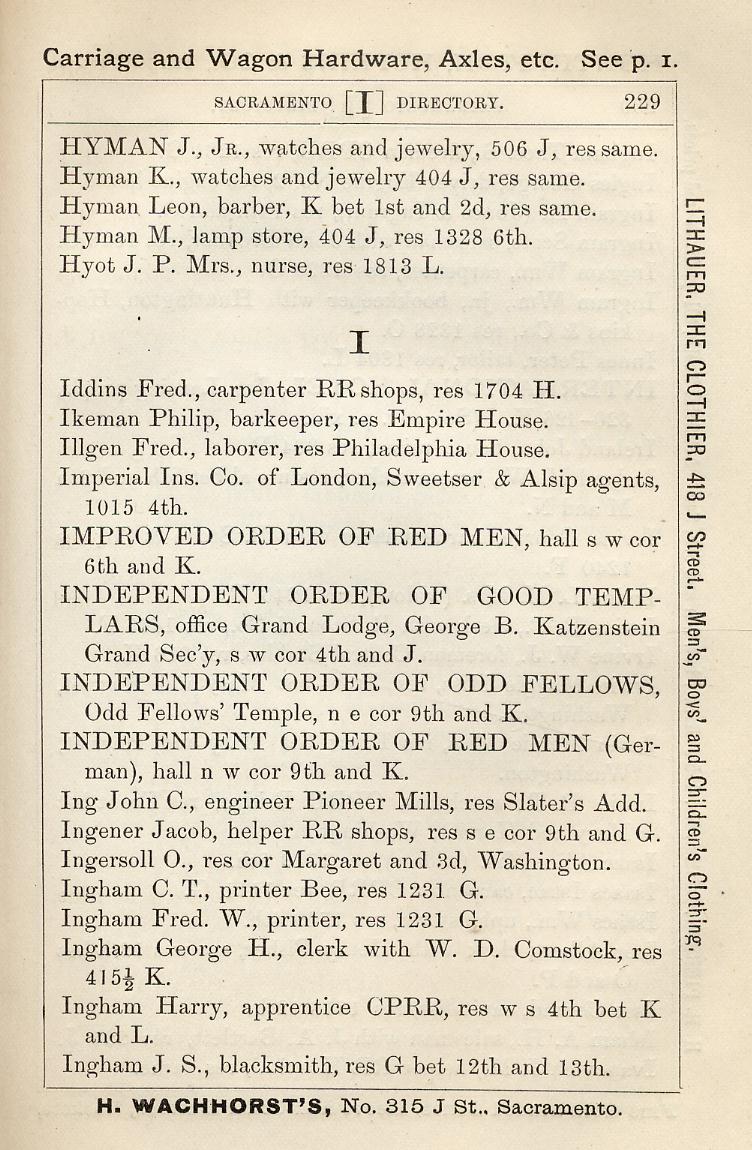 Carriage and Wagon Hardware, Axles, etc. See p. 1.
SACRAMENTO [I] DIRECTORY. 229
HYMAN J., JR., watches and jewelry, 506 J, res same.
Hyman K., watches and jewelry 404 J, res same.
Hyman Leon, barber, K bet 1st and 2d, res same.
Hyman M., lamp store, 404 J, res 1328 6th.
Hyot J. P. Mrs., nurse, res 1813 L.
I
Iddins Fred., carpenter RR shops, res 1704 H.
Ikeman Philip, barkeeper, res Empire House.
Illgen Fred., laborer, res Philadelphia House.
Imperial Ins. Co. of London, Sweetser & Alsip agents,
1015 4th.
IMPROVED ORDER OF RED MEN, hall s w cor
6th and K.
INDEPENDENT ORDER OF GOOD TEMP-
LARS, office Grand Lodge, George B. Katzenstein
Grand Sec'y, s w cor 4th and J.
INDEPENDENT ORDER OF ODD FELLOWS,
Odd Fellows' Temple, n e cor 9th and K.
INDEPENDENT ORDER OF RED MEN (Ger-
man), hall n w cor 9th and K.
Ing John C., engineer Pioneer Mills, res Slater's Add.
Ingener Jacob, helper RR shops, res s e cor 9th and G.
Ingersoll O., res cor Margaret and 3d, Washington.
Ingham C. T., printer Bee, res 1231 G.
Ingham Fred. W., printer, res 1231 G.
Ingham George H., clerk with W. D. Comstock, res
415½ K.
Ingham Harry, apprentice CPRR, res w s 4th bet K
and L.
Ingham J. S., blacksmith, res G bet 12th and 13th.
H. WACHHORST'S, No. 315 J St., Sacramento.
LITHAUER, THE CLOTHIER, 418 J Street. Men's, Boys' and Children's Clothing.